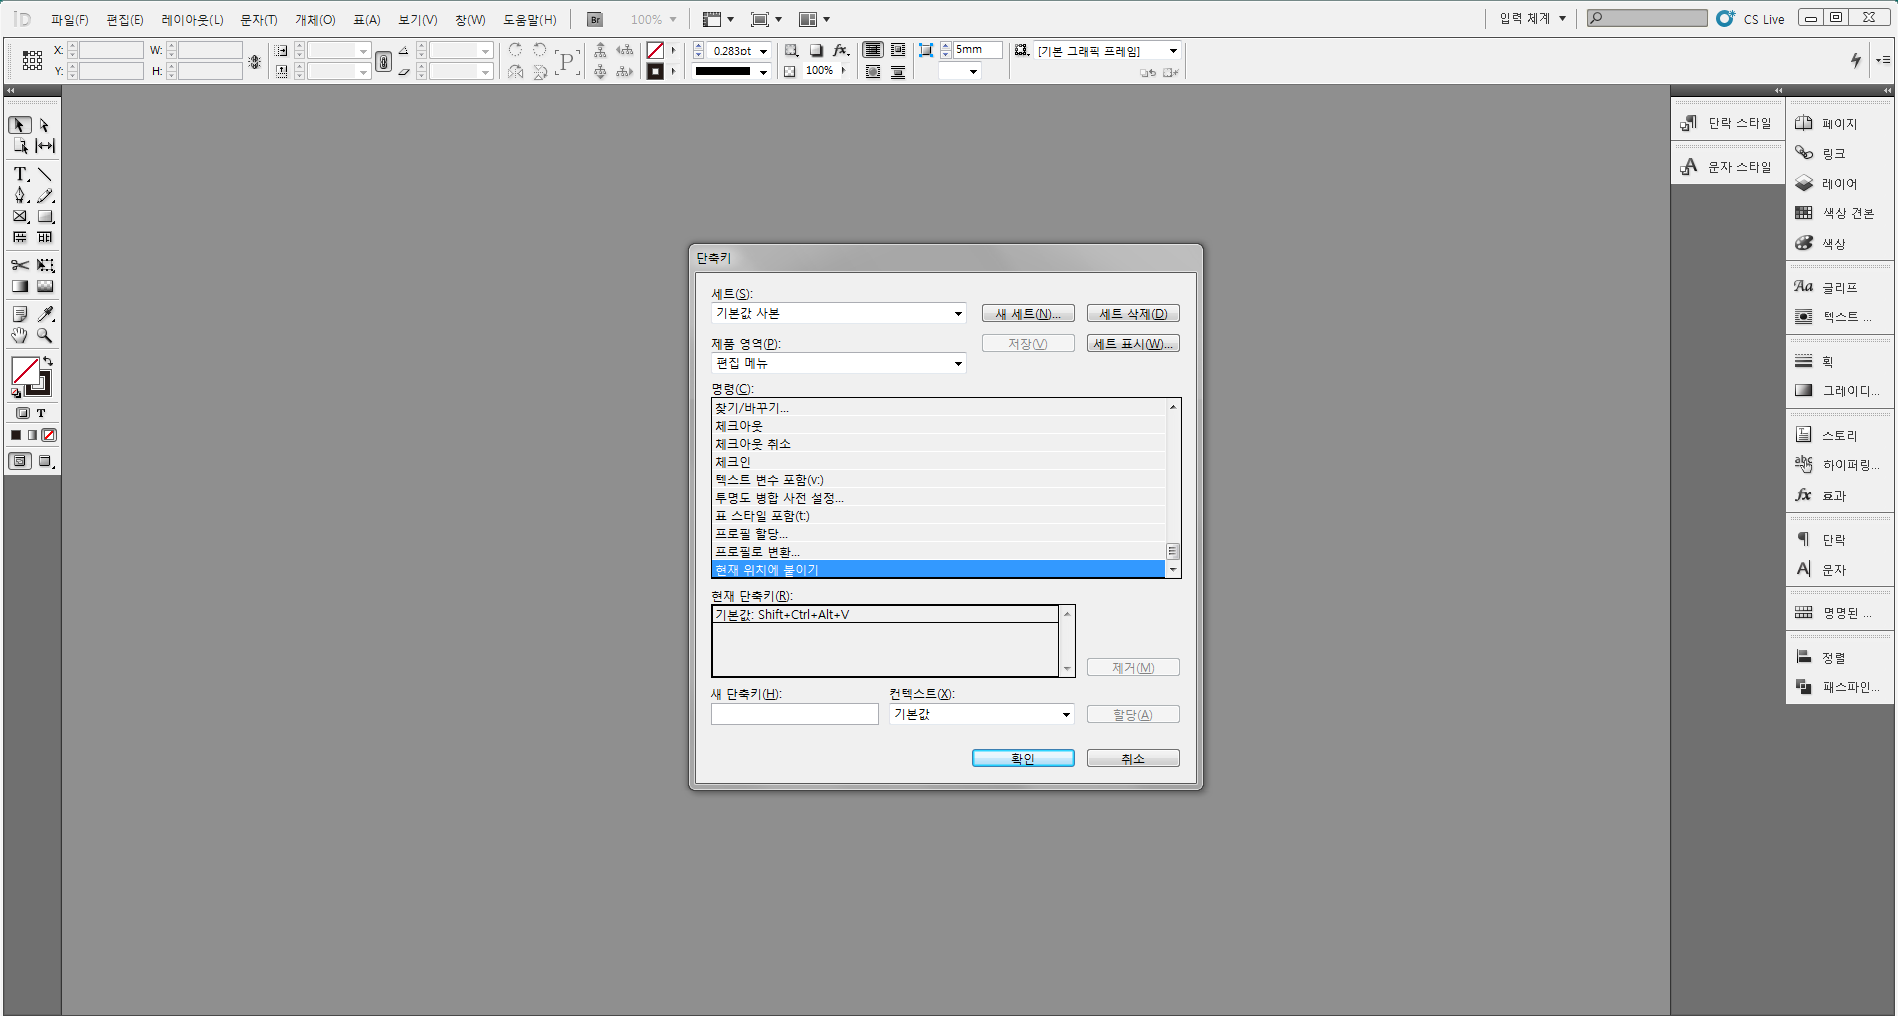 ID 파일(F) 편집(E) 레이아웃(L) 문자(T) 개체(O) 표(A) 보기(V) 창(W) 도움말(H) Br 100% 입력 체계 CS Live
X: W: 0.283pt 5mm [기본 그래픽 프레임]
Y: H: 100%
단락 스타일
문자 스타일
페이지
링크
레이어
색상 견본
색상
글리프
텍스트 ...
획
그레이디...
스토리
하이퍼링...
효과
단락
문자
명명된 ...
정렬
패스파인...
단축키
세트(S):
기본값 사본 새 세트(N)... 세트 삭제(D)
제품 영역(P): 저장(V) 세트 표시(W)...
편집 메뉴
명령(C):
찾기/바꾸기...
체크아웃
체크아웃 취소
체크인
텍스트 변수 포함(v:)
투명도 병합 사전 설정...
표 스타일 포함(t:)
프로필 할당...
프로필로 변환...
현재 위치에 붙이기
현재 단축키(R):
기본값: Shift+Ctrl+Alt+V
제거(M)
새 단축키(H): 컨텍스트(X):
기본값 할당(A)
확인 취소